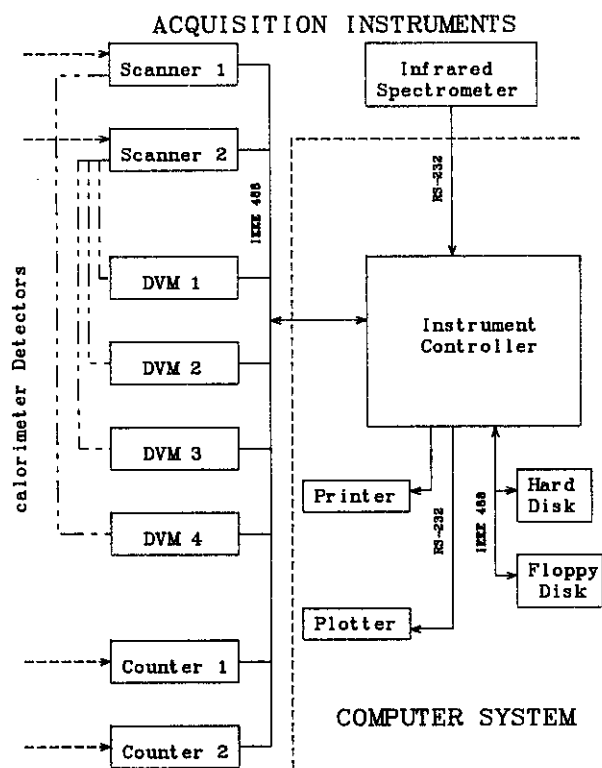 ACQUISITION INSTRUMENTS
Scanner 1
Infrared
Spectrometer
Scanner 2
IEEE 488
RS-232
DVM 1
Instrument
Controller
DVM 2
calorimeter Detectors
DVM 3
Printer
RS-232
IEEE 488
Hard
Disk
DVM 4
Floppy
Disk
Plotter
Counter 1
COMPUTER SYSTEM
Counter 2